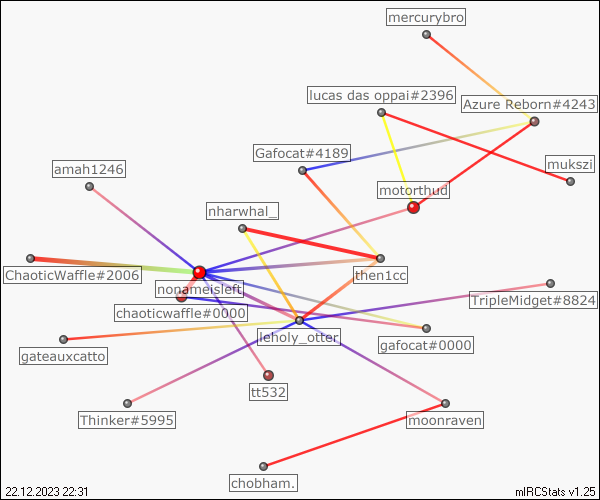 mercurybro
lucas das oppai#2396
Azure Reborn#4243
Gafocat#4189
mukszi
amah1246
motorthud
nharwhal_
ChaoticWaffle#2006
then1cc
nonameisleft
TripleMidget#8824
chaoticwaffle#0000
leholy_otter
gafocat#0000
gateauxcatto
tt532
Thinker#5995
moonraven
chobham.
22.12.2023 22:31
mIRCStats v1.25